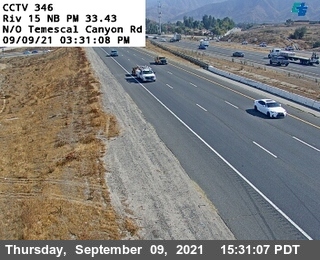 CCTV 346
Riv 15 NB PM 33.43
N/O Temescal Canyon Rd
09/09/21 03:31:08 PM
Thursday, September 09, 2021 15:31:07 PDT